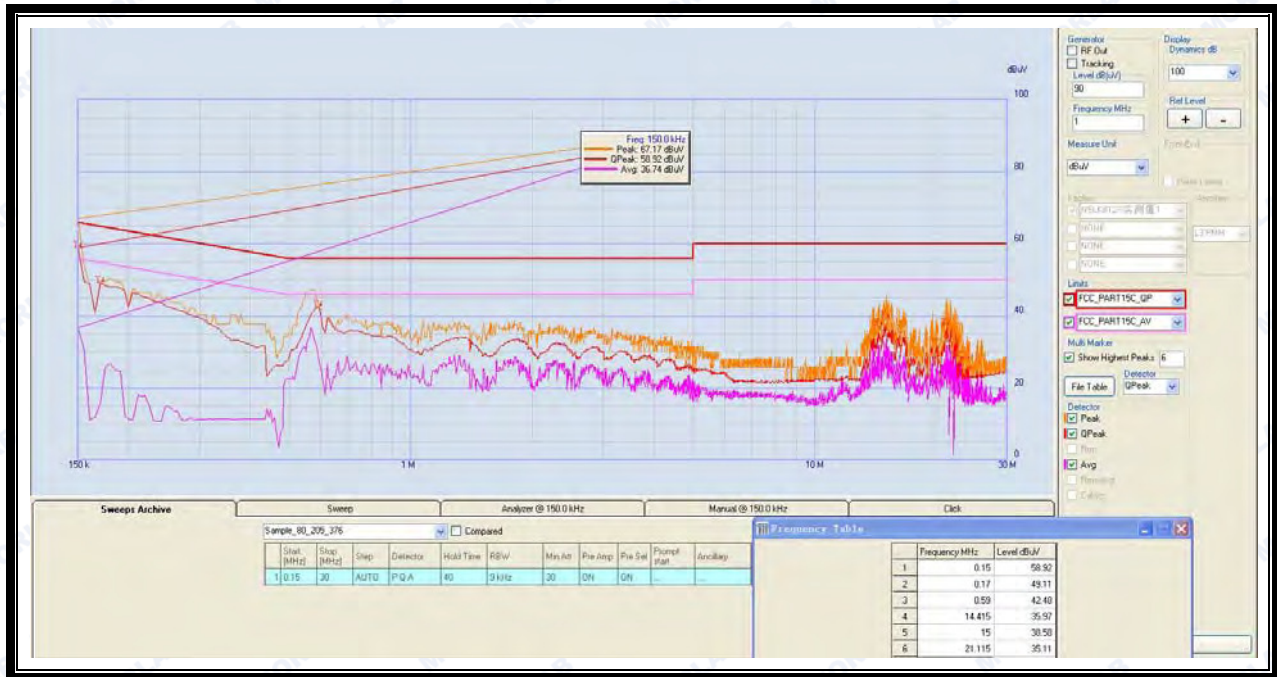 dBuV
100
80
60
40
20
0
Freq: 150.0 kHz
Peak: 67.17 dBuV
QPeak: 58.92 dBuV
Avg: 36.74 dBuV
150 k
1 M
10 M
30 M
Generator
RF Out
Tracking
Level dB(uV)
90
Frequency MHz
1
Measure Unit
dBuV
Display
Dynamics dB
100
Ref Level
+ -
NONE
NONE
NONE
Limits
FCC_PART15C_QP
FCC_PART15C_AV
Multi Marker
Show Highest Peaks 6
File Table
Detector
QPeak
Detector
Peak
QPeak
Avg
Sweeps Archive Sweep Analyzer @ 150.0 kHz Manual @ 150.0 kHz Click
Sample_80_205_376 Compared
Start [MHz] Stop [MHz] Step Detector Hold Time RBW Min Att Pre Amp Pre Sel Prompt start Ancillary
1 0.15 30 AUTO P Q A 40 9 kHz 30 ON ON ... ...
Frequency Table
Frequency MHz Level dBuV
1 0.15 58.92
2 0.17 49.11
3 0.59 42.40
4 14.415 35.97
5 15 38.58
6 21.115 35.11